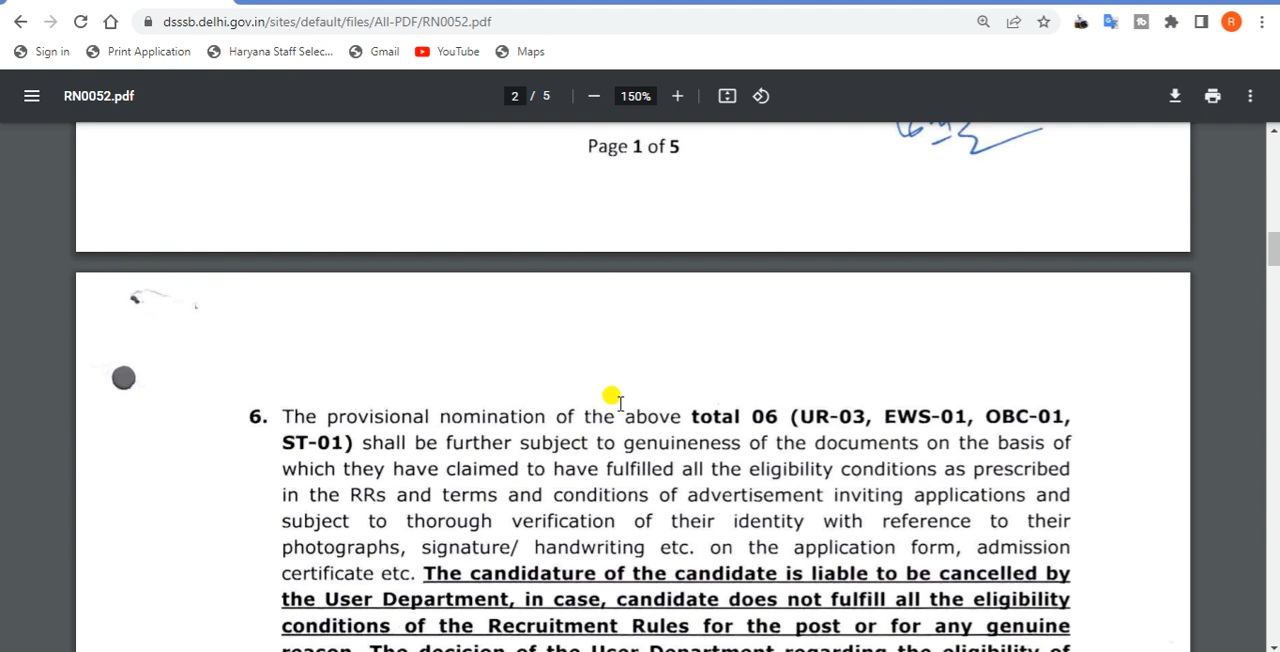 dsssb.delhi.gov.in/sites/default/files/All-PDF/RN0052.pdf
R
Sign in Print Application Haryana Staff Selec... Gmail YouTube Maps
RN0052.pdf 2 / 5 150%
Page 1 of 5
6. The provisional nomination of the above total 06 (UR-03, EWS-01, OBC-01,
ST-01) shall be further subject to genuineness of the documents on the basis of
which they have claimed to have fulfilled all the eligibility conditions as prescribed
in the RRs and terms and conditions of advertisement inviting applications and
subject to thorough verification of their identity with reference to their
photographs, signature/ handwriting etc. on the application form, admission
certificate etc. The candidature of the candidate is liable to be cancelled by
the User Department, in case, candidate does not fulfill all the eligibility
conditions of the Recruitment Rules for the post or for any genuine
reason. The decision of the User Department regarding the eligibility of